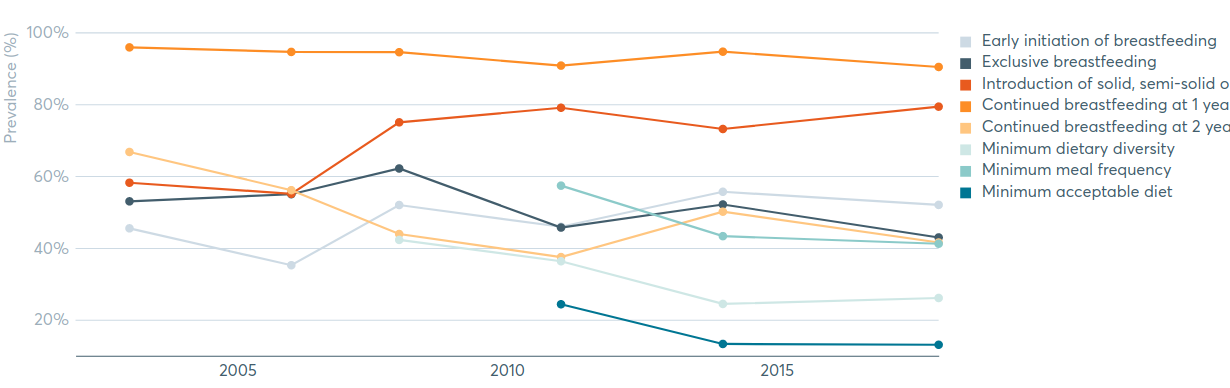 Prevalence (%)
100%
80%
60%
40%
20%
2005
2010
2015
Early initiation of breastfeeding
Exclusive breastfeeding
Introduction of solid, semi-solid o
Continued breastfeeding at 1 yea
Continued breastfeeding at 2 yea
Minimum dietary diversity
Minimum meal frequency
Minimum acceptable diet